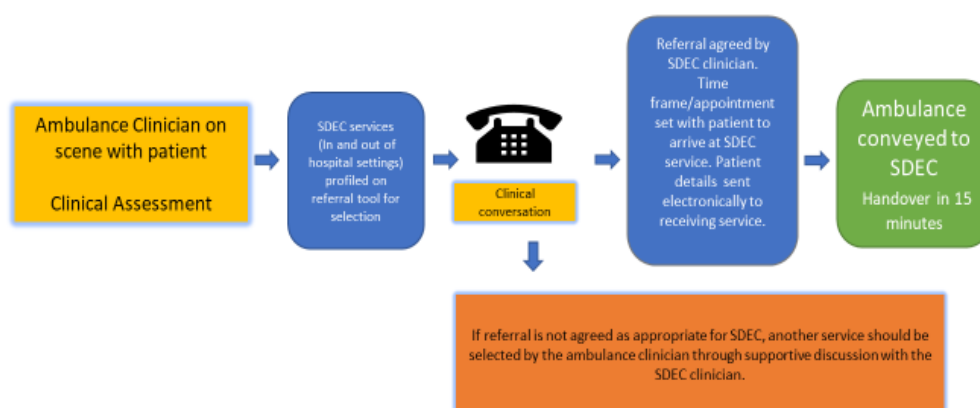 Ambulance Clinician on
scene with patient
Clinical Assessment
SDEC services
(In and out of
hospital settings)
profiled on
referral tool for
selection
Clinical
conversation
Referral agreed by
SDEC clinician.
Time
frame/appointment
set with patient to
arrive at SDEC
service. Patient
details sent
electronically to
receiving service.
Ambulance
conveyed to
SDEC
Handover in 15
minutes
If referral is not agreed as appropriate for SDEC, another service should be
selected by the ambulance clinician through supportive discussion with the
SDEC clinician.